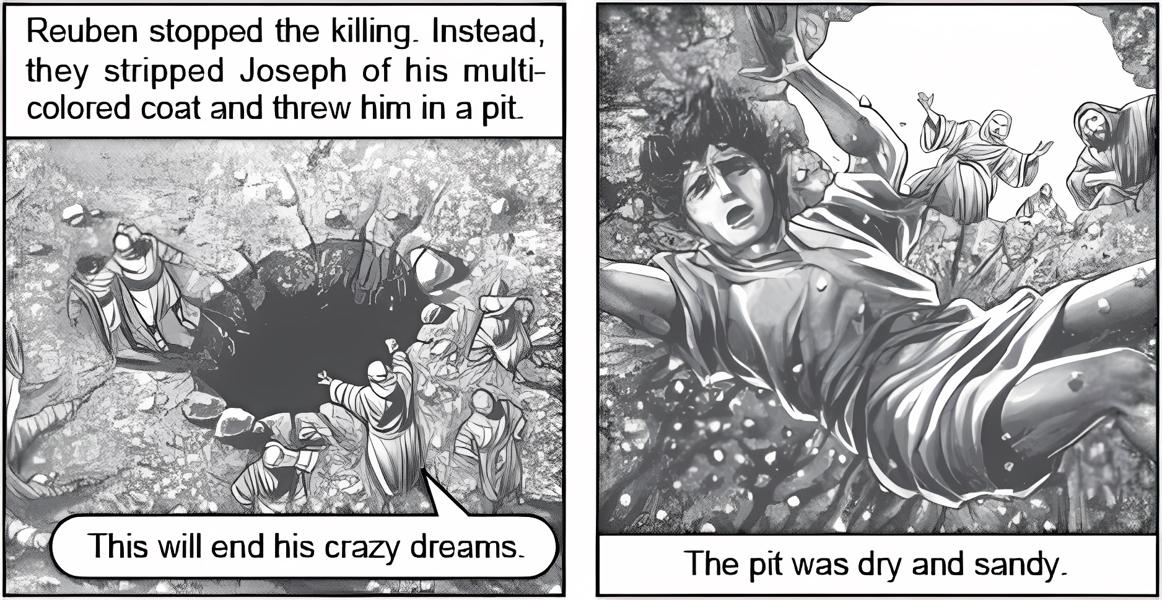 Reuben stopped the killing. Instead,
they stripped Joseph of his multi-
colored coat and threw him in a pit.
This will end his crazy dreams.
The pit was dry and sandy.